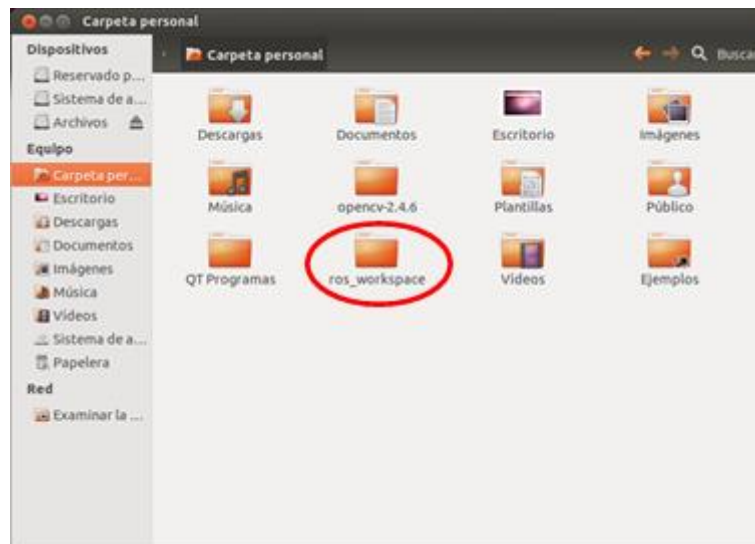 Carpeta personal
Dispositivos
Reservado p...
Sistema de a...
Archivos
Equipo
Carpeta per...
Escritorio
Descargas
Documentos
Imágenes
Música
Vídeos
Sistema de a...
Papelera
Red
Examinar la ...
Carpeta personal
Busca
Descargas Documentos Escritorio Imágenes
Música opencv-2.4.6 Plantillas Público
QT Programas ros_workspace Vídeos Ejemplos